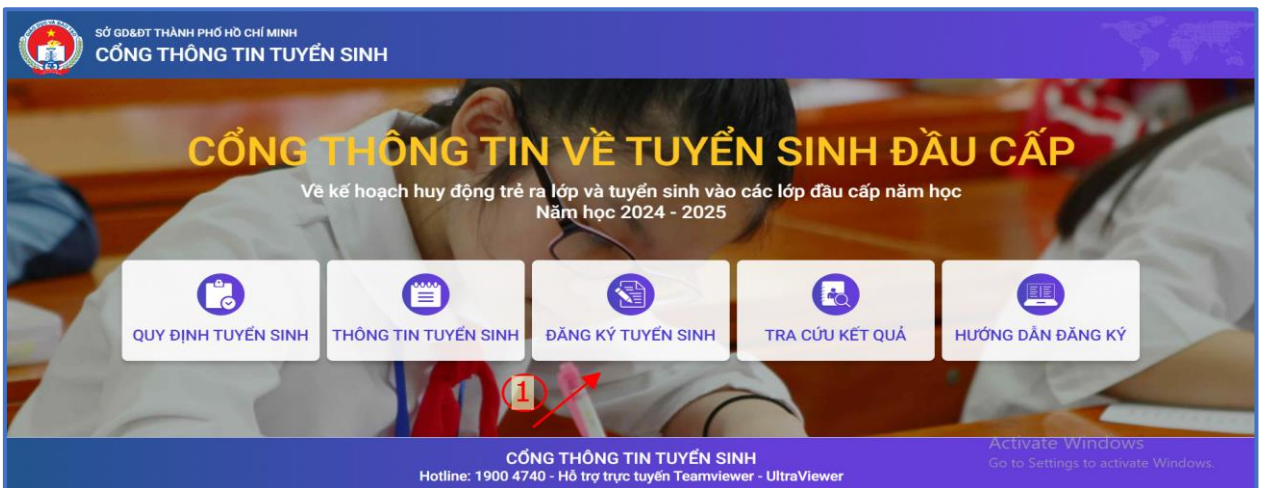 SỞ GD&ĐT THÀNH PHỐ HỒ CHÍ MINH
CỔNG THÔNG TIN TUYỂN SINH
CỔNG THÔNG TIN VỀ TUYỂN SINH ĐẦU CẤP
Về kế hoạch huy động trẻ ra lớp và tuyển sinh vào các lớp đầu cấp năm học
Năm học 2024 - 2025
QUY ĐỊNH TUYỂN SINH
THÔNG TIN TUYỂN SINH
ĐĂNG KÝ TUYỂN SINH
TRA CỨU KẾT QUẢ
HƯỚNG DẪN ĐĂNG KÝ
1
CỔNG THÔNG TIN TUYỂN SINH
Hotline: 1900 4740 - Hỗ trợ trực tuyến Teamviewer - UltraViewer
Activate Windows
Go to Settings to activate Windows.